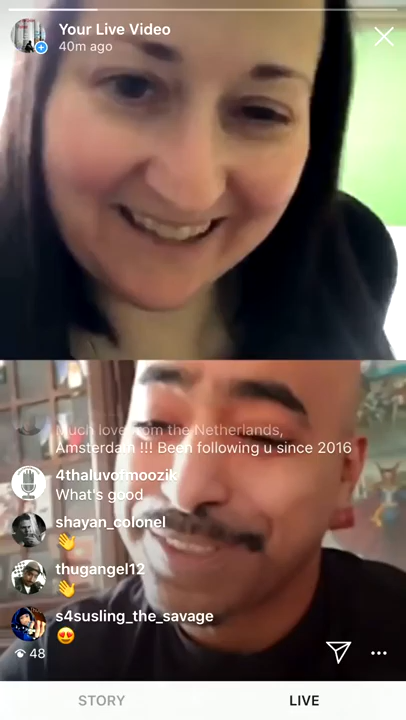 Your Live Video
40m ago
Much love from the Netherlands,
Amsterdam !!! Been following u since 2016
4thaluvofmoozik
What's good
shayan_colonel
👋
thugangel12
👋
s4susling_the_savage
😍
48
STORY
LIVE